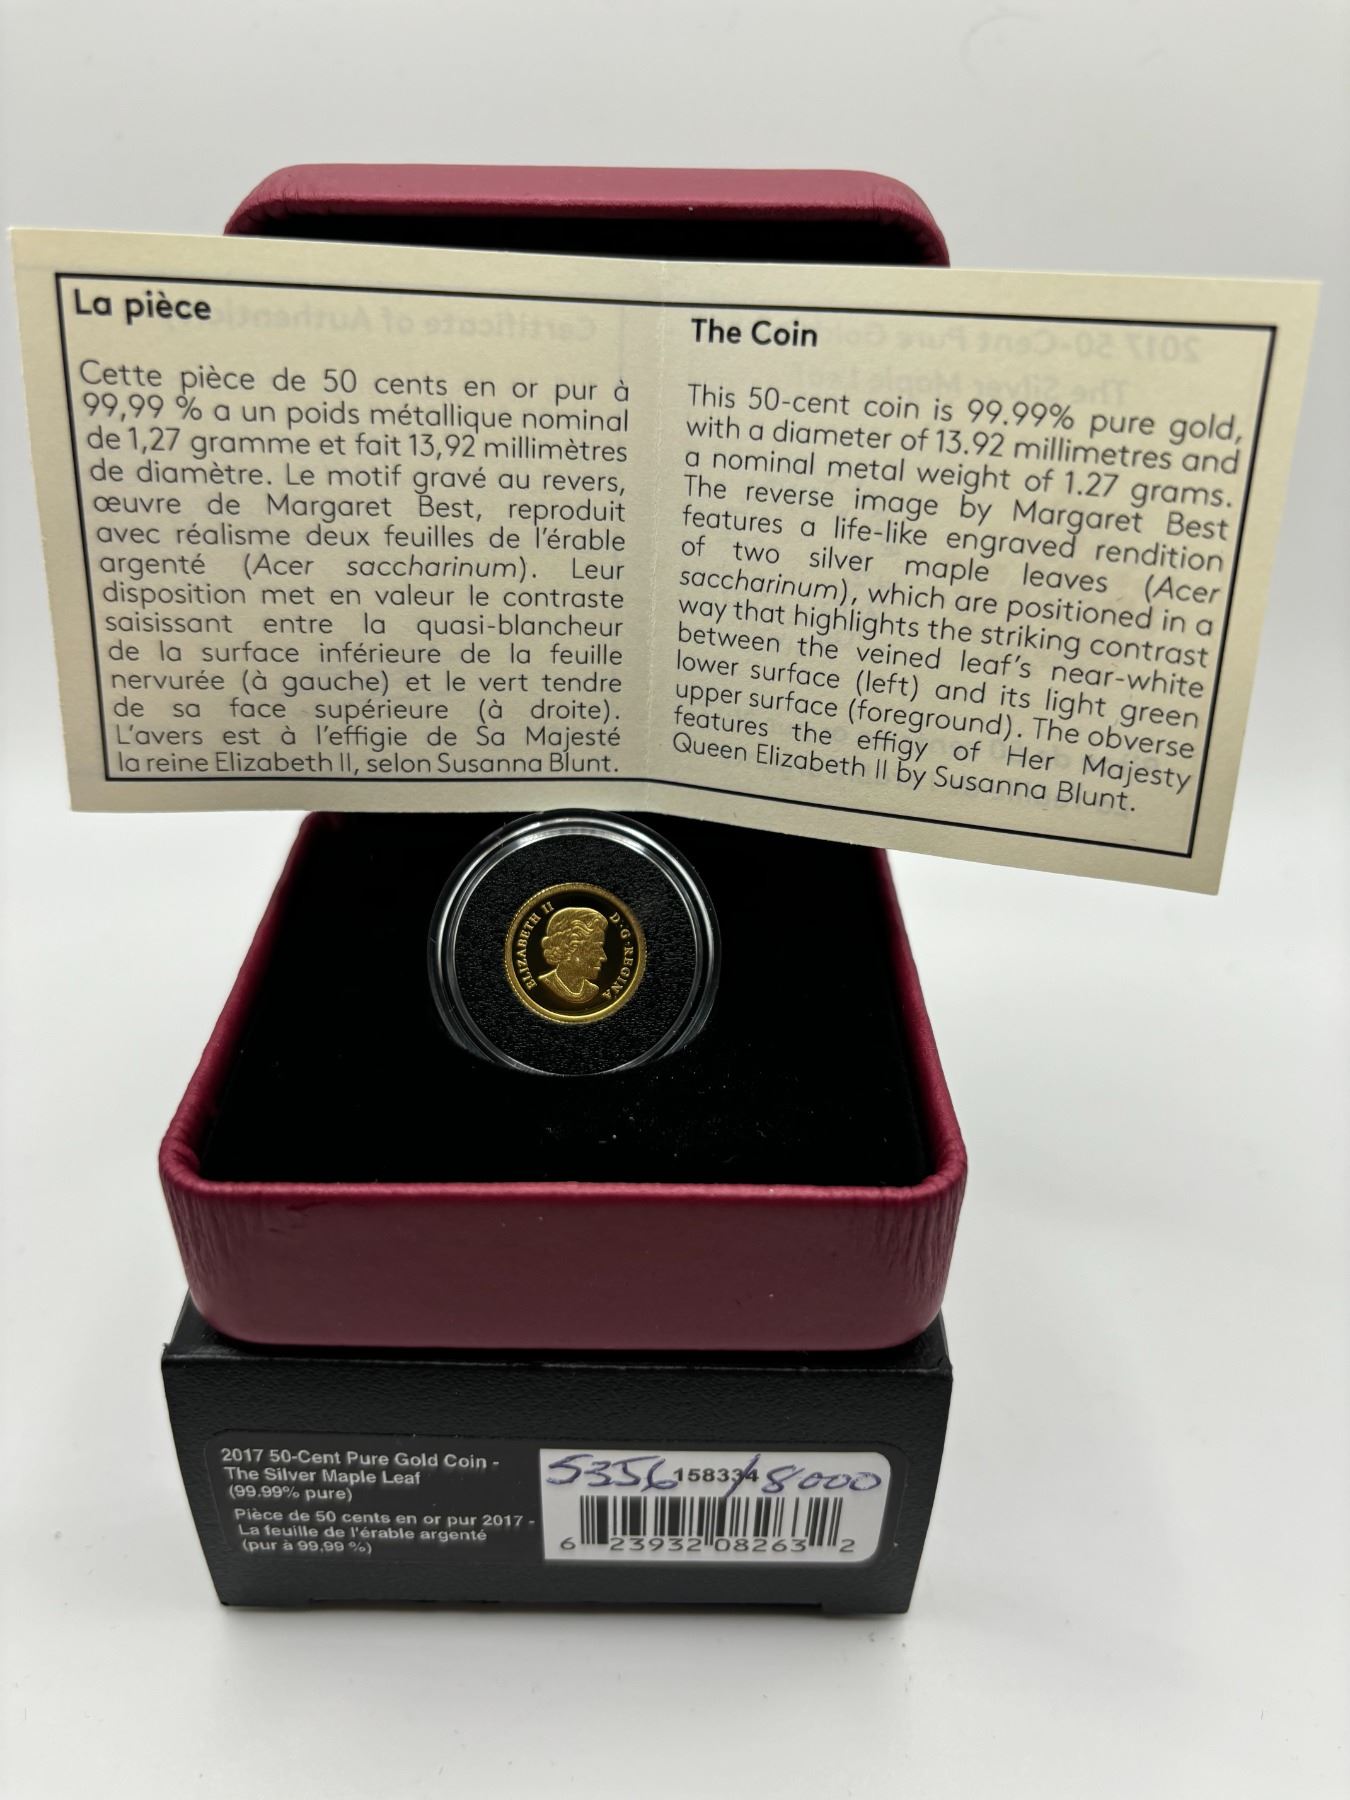 La pièce
Cette pièce de 50 cents en or pur à
99,99 % a un poids métallique nominal
de 1,27 gramme et fait 13,92 millimètres
de diamètre. Le motif gravé au revers,
œuvre de Margaret Best, reproduit
avec réalisme deux feuilles de l'érable
argenté (Acer saccharinum). Leur
disposition met en valeur le contraste
saisissant entre la quasi-blancheur
de la surface inférieure de la feuille
nervurée (à gauche) et le vert tendre
de sa face supérieure (à droite).
L'avers est à l'effigie de Sa Majesté
la reine Elizabeth II, selon Susanna Blunt.
The Coin
This 50-cent coin is 99.99% pure gold,
with a diameter of 13.92 millimetres and
a nominal metal weight of 1.27 grams.
The reverse image by Margaret Best
features a life-like engraved rendition
of two silver maple leaves (Acer
saccharinum), which are positioned in a
way that highlights the striking contrast
between the veined leaf's near-white
lower surface (left) and its light green
upper surface (foreground). The obverse
features the effigy of Her Majesty
Queen Elizabeth II by Susanna Blunt.
ELIZABETH II D·G·REGINA
2017 50-Cent Pure Gold Coin -
The Silver Maple Leaf
(99.99% pure)
Pièce de 50 cents en or pur 2017 -
La feuille de l'érable argenté
(pur à 99,99 %)
5356 / 8000
158334
6 23932 08263 2